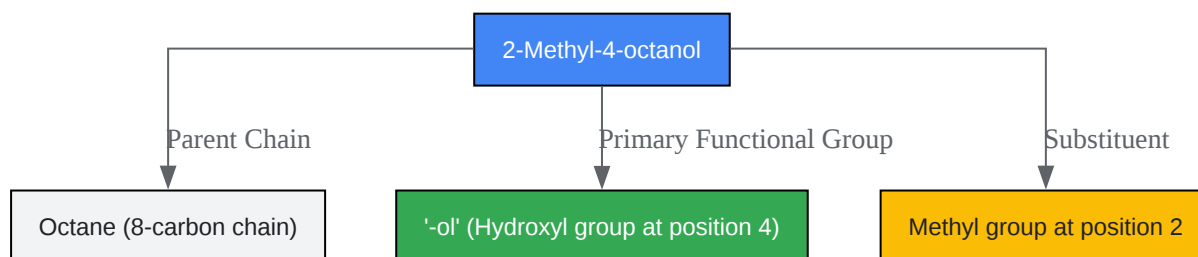 2-Methyl-4-octanol
Parent Chain
Primary Functional Group
Substituent
Octane (8-carbon chain)
'-ol' (Hydroxyl group at position 4)
Methyl group at position 2